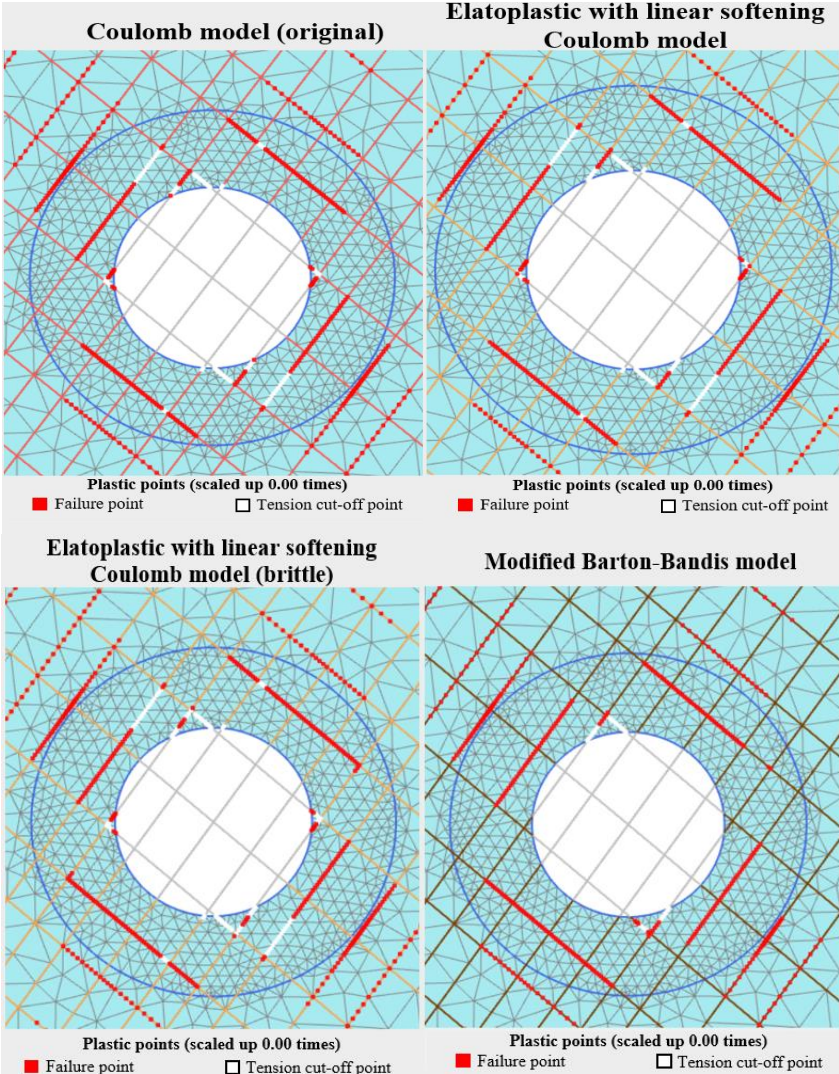 Coulomb model (original)
Elatoplastic with linear softening
Coulomb model
Plastic points (scaled up 0.00 times)
Failure point
Tension cut-off point
Plastic points (scaled up 0.00 times)
Failure point
Tension cut-off point
Elatoplastic with linear softening
Coulomb model (brittle)
Modified Barton-Bandis model
Plastic points (scaled up 0.00 times)
Failure point
Tension cut-off point
Plastic points (scaled up 0.00 times)
Failure point
Tension cut-off point